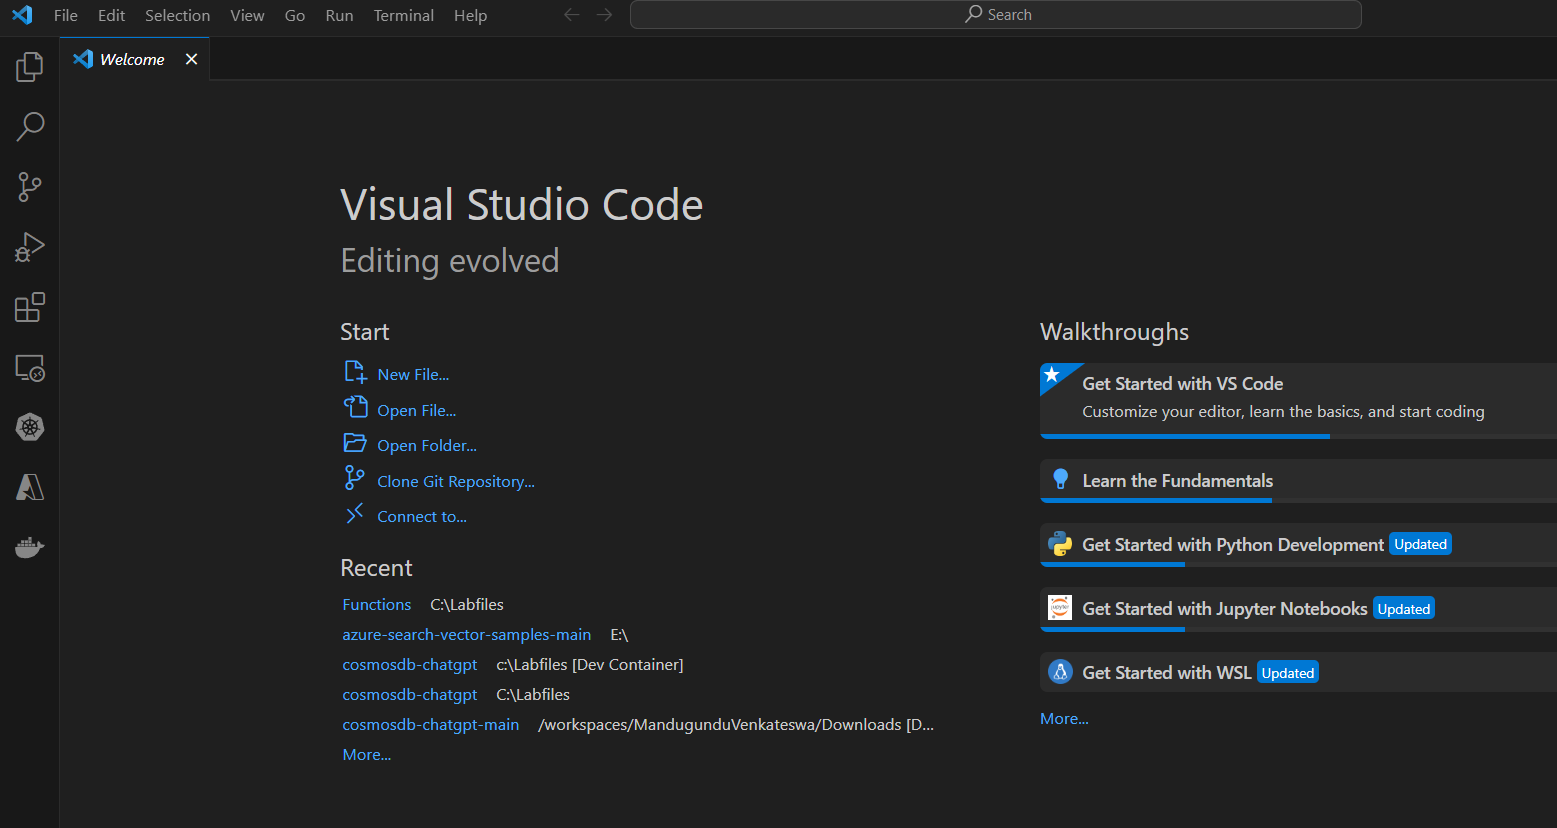 File Edit Selection View Go Run Terminal Help Search
Welcome
Visual Studio Code
Editing evolved
Start
New File...
Open File...
Open Folder...
Clone Git Repository...
Connect to...
Recent
Functions C:\Labfiles
azure-search-vector-samples-main E:\
cosmosdb-chatgpt c:\Labfiles [Dev Container]
cosmosdb-chatgpt C:\Labfiles
cosmosdb-chatgpt-main /workspaces/MandugunduVenkateswa/Downloads [D...
More...
Walkthroughs
Get Started with VS Code
Customize your editor, learn the basics, and start coding
Learn the Fundamentals
Get Started with Python Development Updated
jupyter
Get Started with Jupyter Notebooks Updated
Get Started with WSL Updated
More...